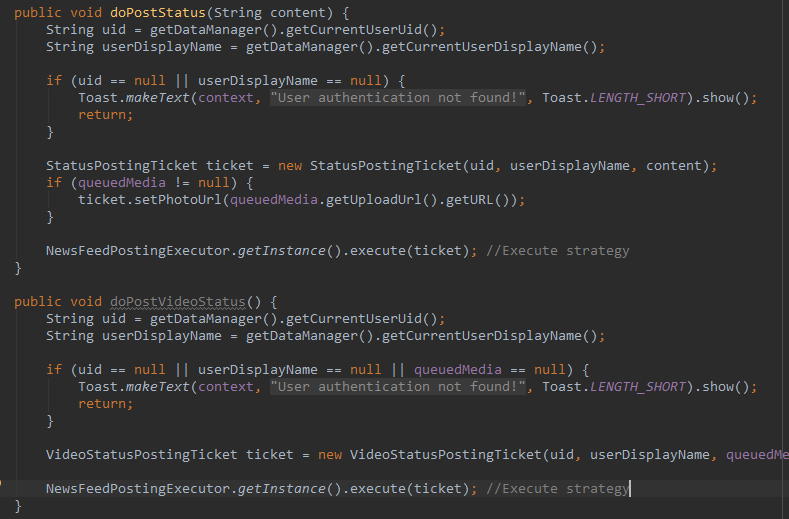 public void doPostStatus(String content) {
String uid = getDataManager().getCurrentUserUid();
String userDisplayName = getDataManager().getCurrentUserDisplayName();
if (uid == null || userDisplayName == null) {
Toast.makeText(context, "User authentication not found!", Toast.LENGTH_SHORT).show();
return;
}
StatusPostingTicket ticket = new StatusPostingTicket(uid, userDisplayName, content);
if (queuedMedia != null) {
ticket.setPhotoUrl(queuedMedia.getUploadUrl().getURL());
}
NewsFeedPostingExecutor.getInstance().execute(ticket); //Execute strategy
}
public void doPostVideoStatus() {
String uid = getDataManager().getCurrentUserUid();
String userDisplayName = getDataManager().getCurrentUserDisplayName();
if (uid == null || userDisplayName == null || queuedMedia == null) {
Toast.makeText(context, "User authentication not found!", Toast.LENGTH_SHORT).show();
return;
}
VideoStatusPostingTicket ticket = new VideoStatusPostingTicket(uid, userDisplayName, queuedMe
NewsFeedPostingExecutor.getInstance().execute(ticket); //Execute strategy
}